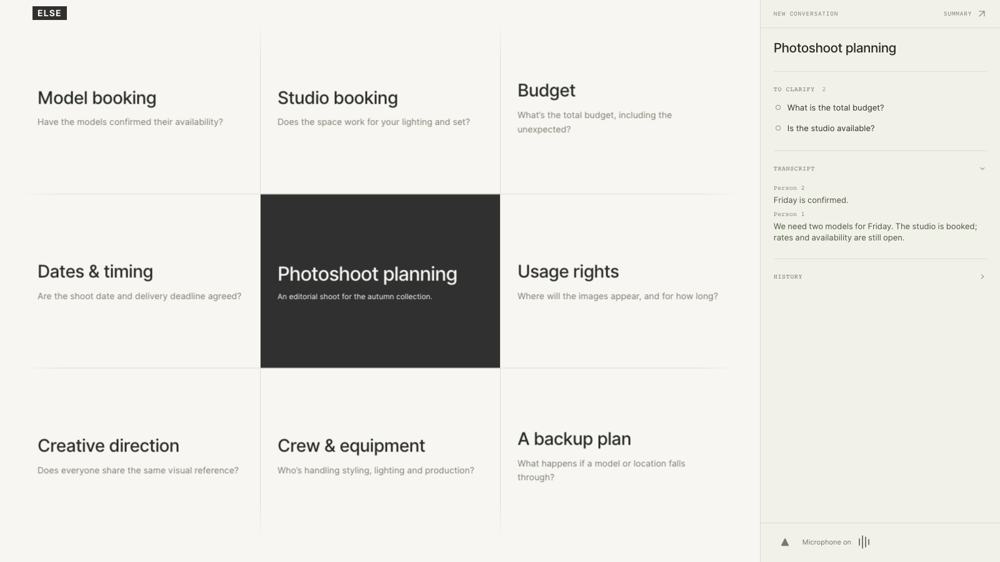 ELSE
Model booking
Have the models confirmed their availability?
Studio booking
Does the space work for your lighting and set?
Budget
What’s the total budget, including the
unexpected?
Dates & timing
Are the shoot date and delivery deadline agreed?
Photoshoot planning
An editorial shoot for the autumn collection.
Usage rights
Where will the images appear, and for how long?
Creative direction
Does everyone share the same visual reference?
Crew & equipment
Who’s handling styling, lighting and production?
A backup plan
What happens if a model or location falls
through?
NEW CONVERSATION
SUMMARY
Photoshoot planning
TO CLARIFY 2
What is the total budget?
Is the studio available?
TRANSCRIPT
Person 2
Friday is confirmed.
Person 1
We need two models for Friday. The studio is booked;
rates and availability are still open.
HISTORY
Microphone on